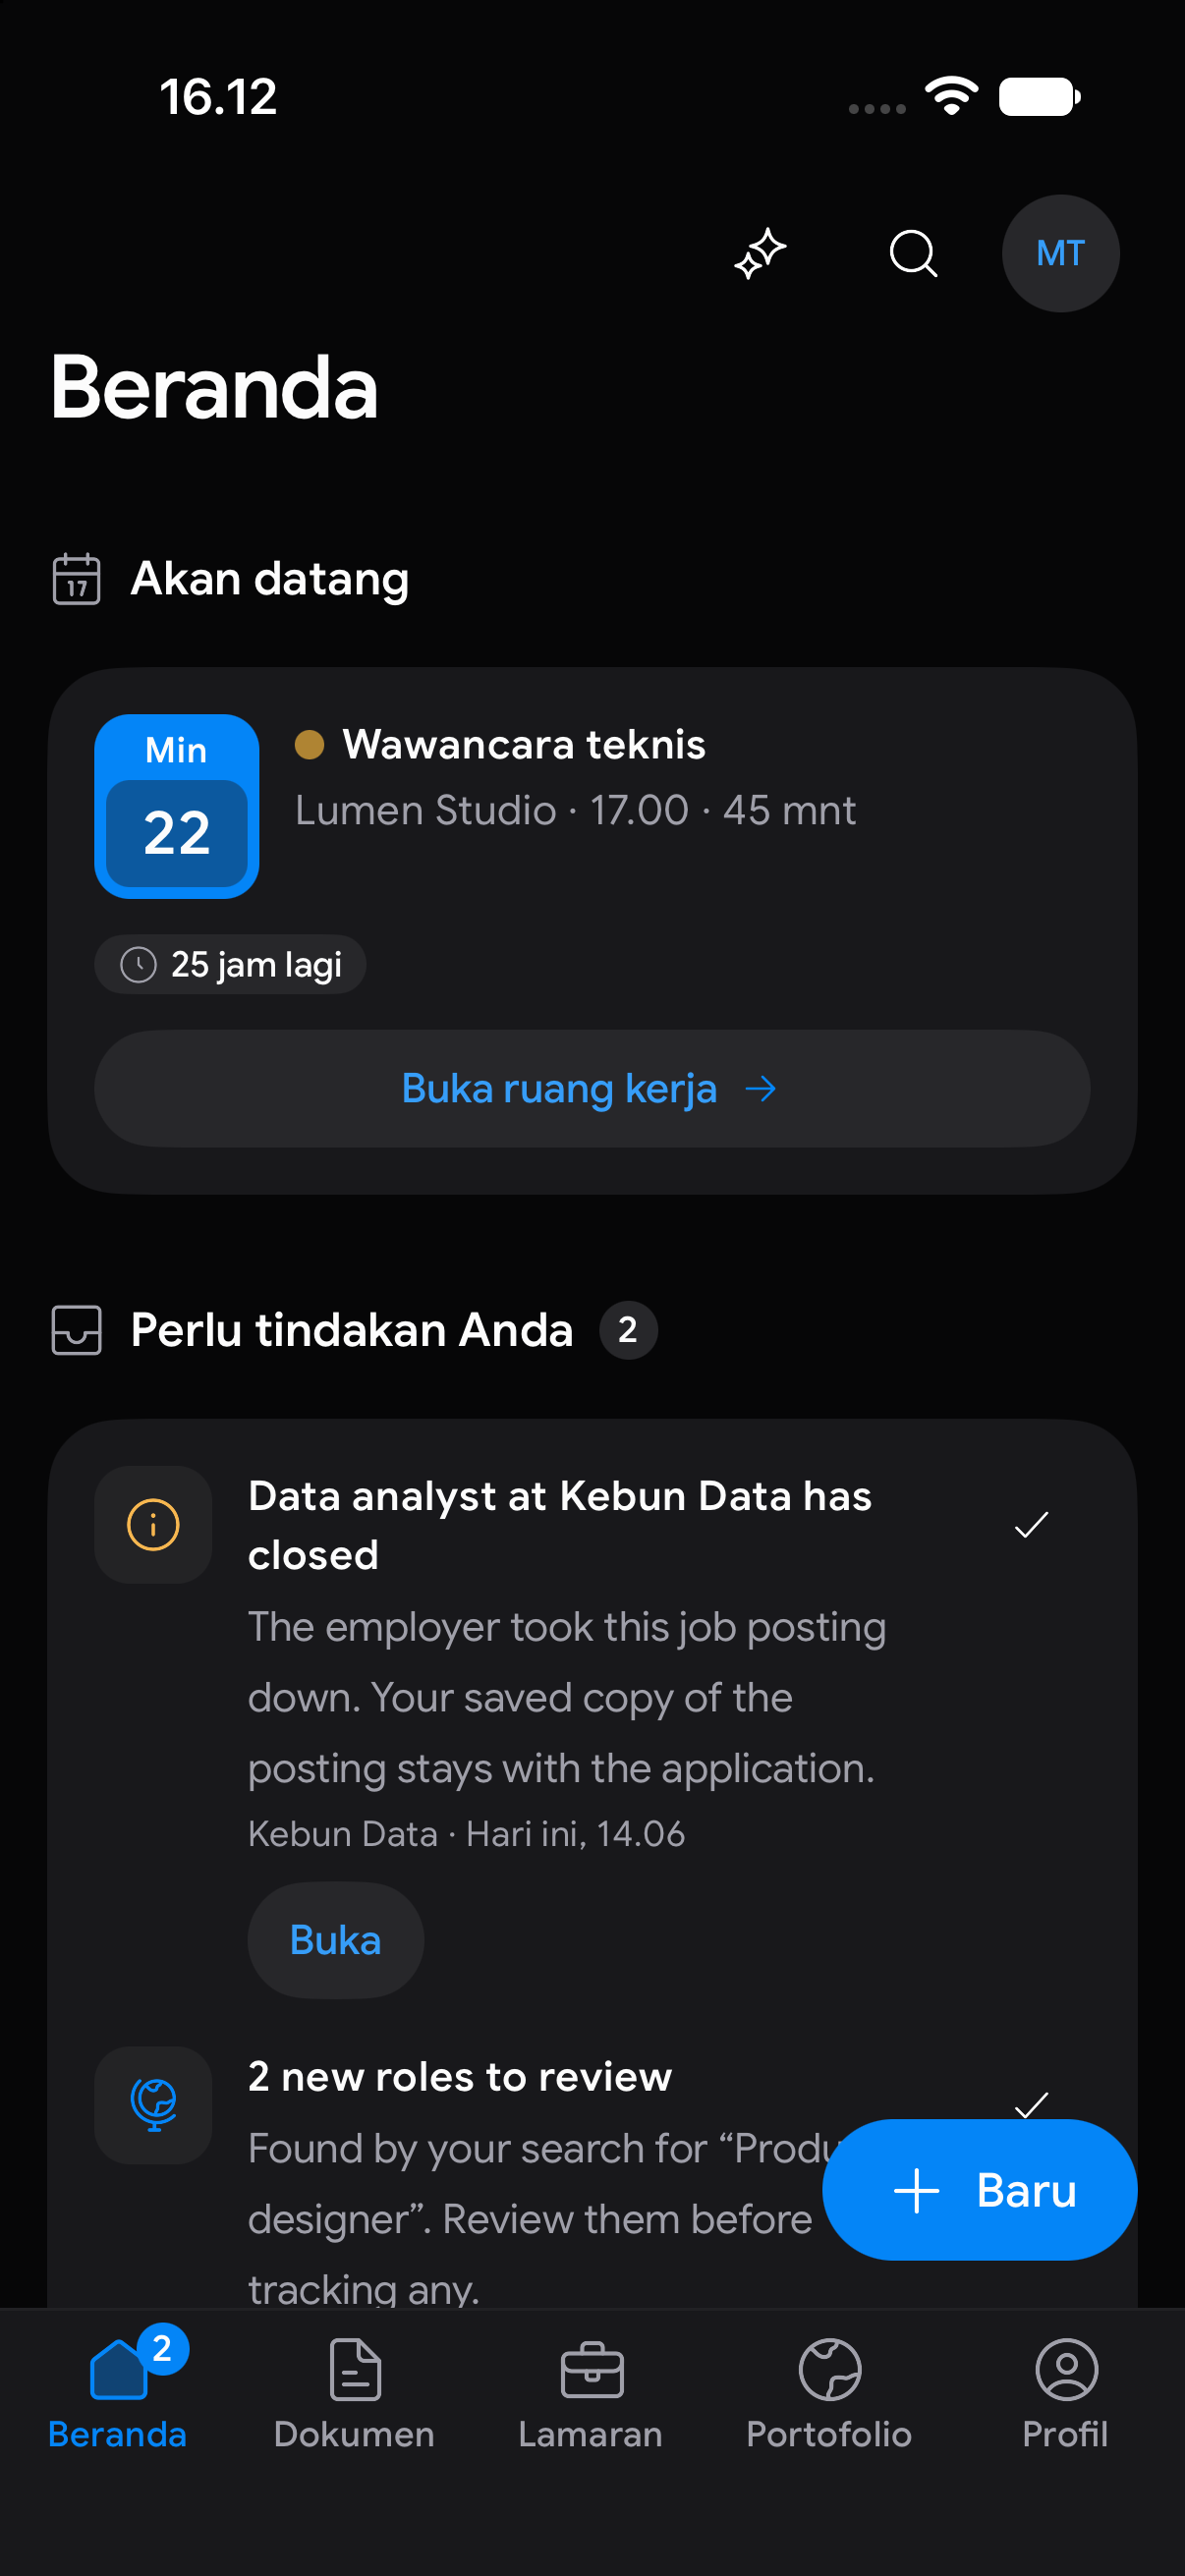 16.12
MT
Beranda
17
Akan datang
Min
22
Wawancara teknis
Lumen Studio · 17.00 · 45 mnt
25 jam lagi
Buka ruang kerja
Perlu tindakan Anda 2
Data analyst at Kebun Data has
closed
The employer took this job posting
down. Your saved copy of the
posting stays with the application.
Kebun Data · Hari ini, 14.06
Buka
2 new roles to review
Found by your search for “
designer”. Review them before
tracking any.
Baru
2
Beranda
Dokumen
Lamaran
Portofolio
Profil